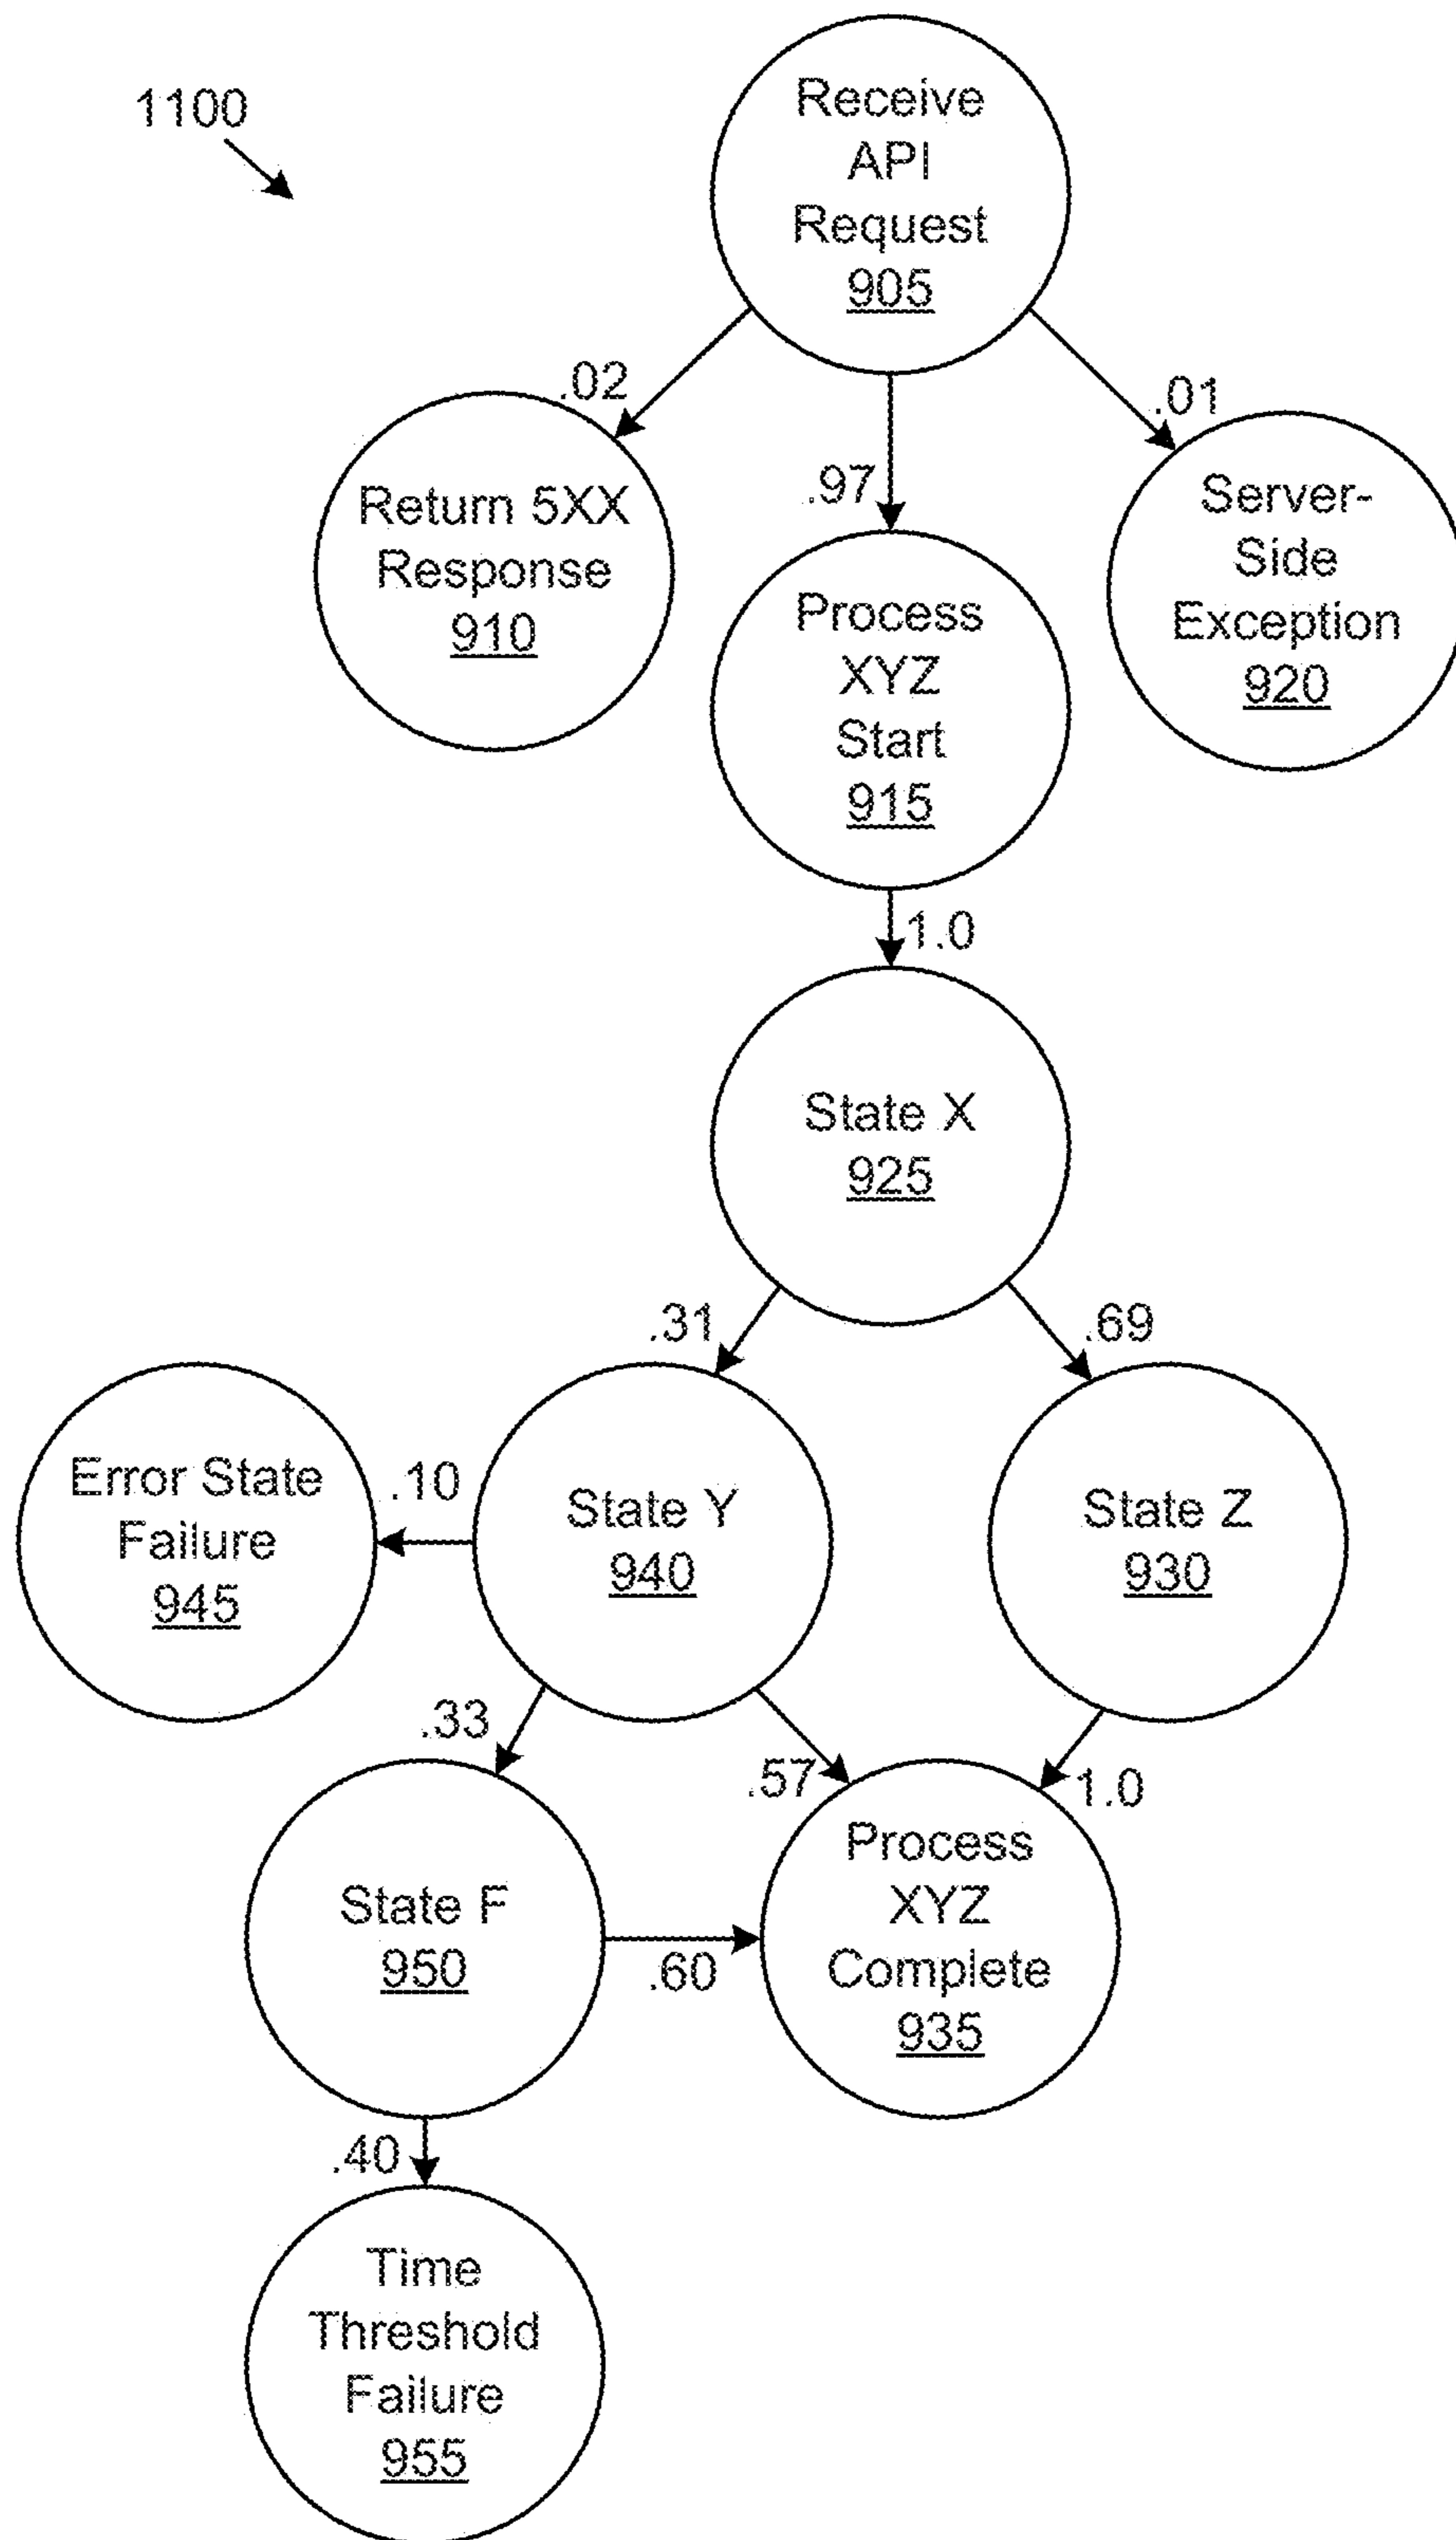 1100
Receive
API
Request
905
.02
.97
.01
Return 5XX
Response
910
Process
XYZ
Start
915
Server-
Side
Exception
920
1.0
State X
925
.31
.69
Error State
Failure
945
.10
State Y
940
State Z
930
.33
.57
1.0
State F
950
.60
Process
XYZ
Complete
935
.40
Time
Threshold
Failure
955